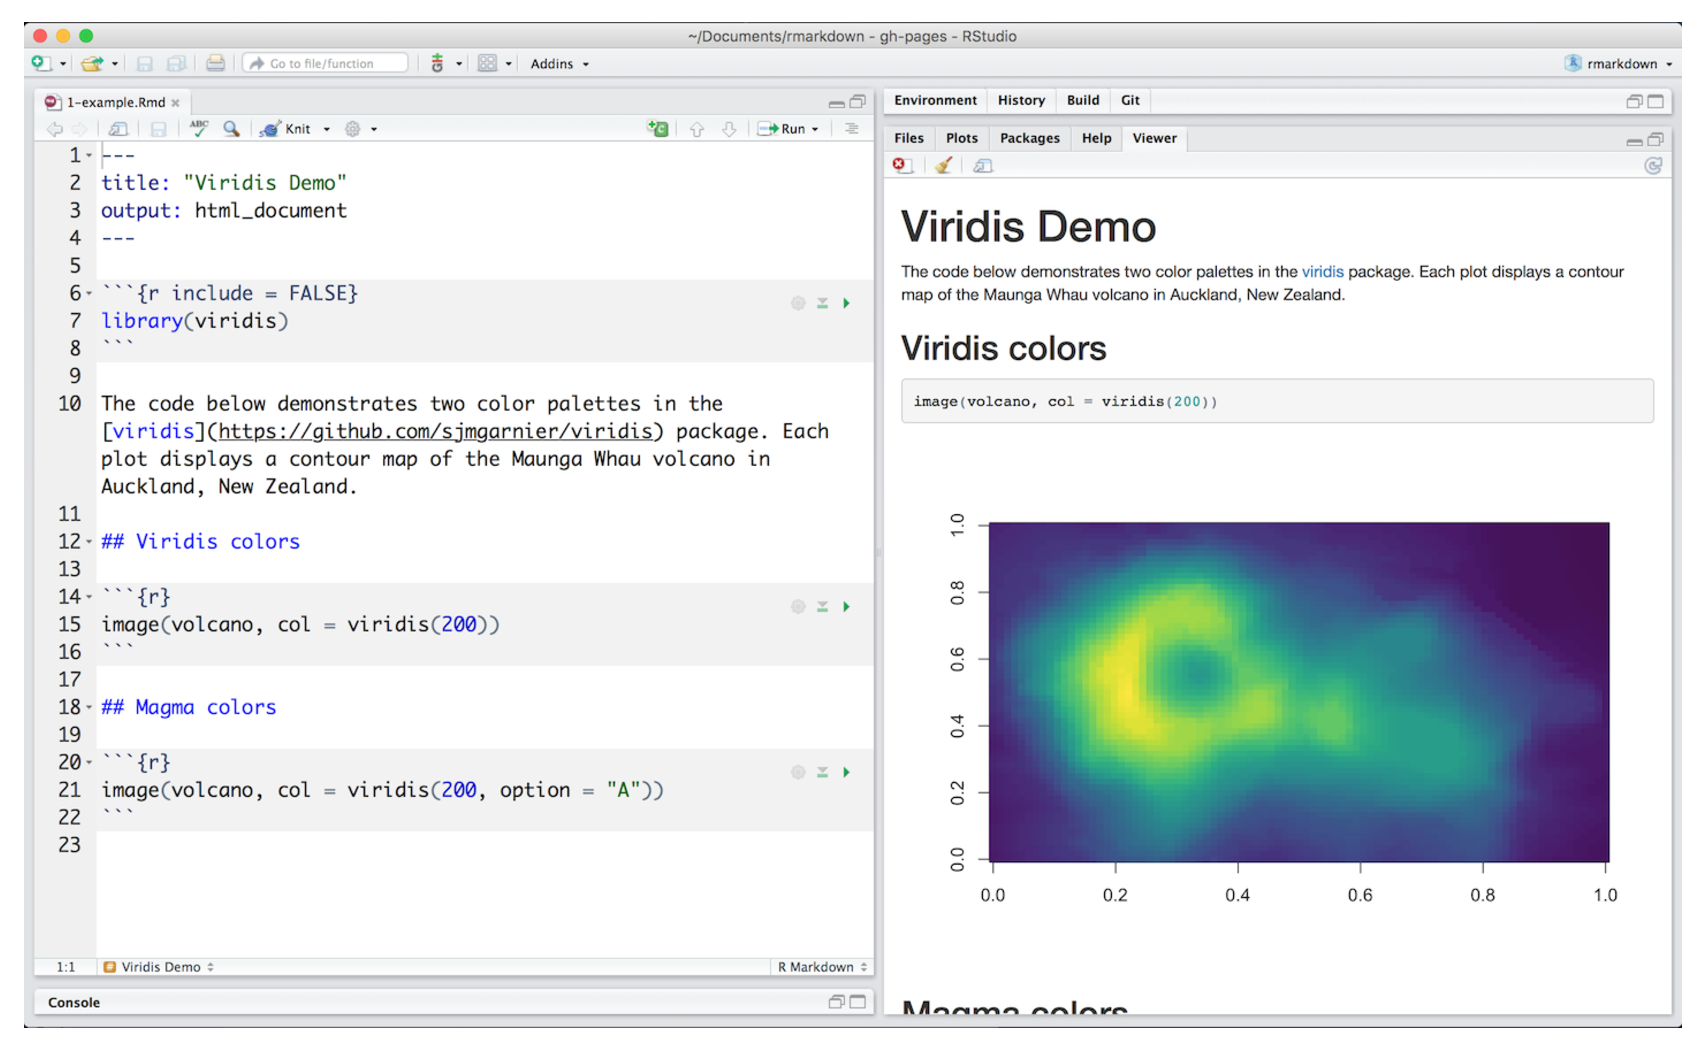 ~/Documents/rmarkdown - gh-pages - RStudio
Go to file/function
Addins
rmarkdown
1-example.Rmd
ABC
Knit
Run
1 ---
2 title: "Viridis Demo"
3 output: html_document
4 ---
5
6 ```{r include = FALSE}
7 library(viridis)
8 ```
9
10 The code below demonstrates two color palettes in the
[viridis](https://github.com/sjmgarnier/viridis) package. Each
plot displays a contour map of the Maunga Whau volcano in
Auckland, New Zealand.
11
12 ## Viridis colors
13
14 ```{r}
15 image(volcano, col = viridis(200))
16 ```
17
18 ## Magma colors
19
20 ```{r}
21 image(volcano, col = viridis(200, option = "A"))
22 ```
23
1:1 Viridis Demo R Markdown
Console
Environment History Build Git
Files Plots Packages Help Viewer
Viridis Demo
The code below demonstrates two color palettes in the viridis package. Each plot displays a contour
map of the Maunga Whau volcano in Auckland, New Zealand.
Viridis colors
image(volcano, col = viridis(200))
1.0
0.8
0.6
0.4
0.2
0.0
0.0 0.2 0.4 0.6 0.8 1.0
Magma colors